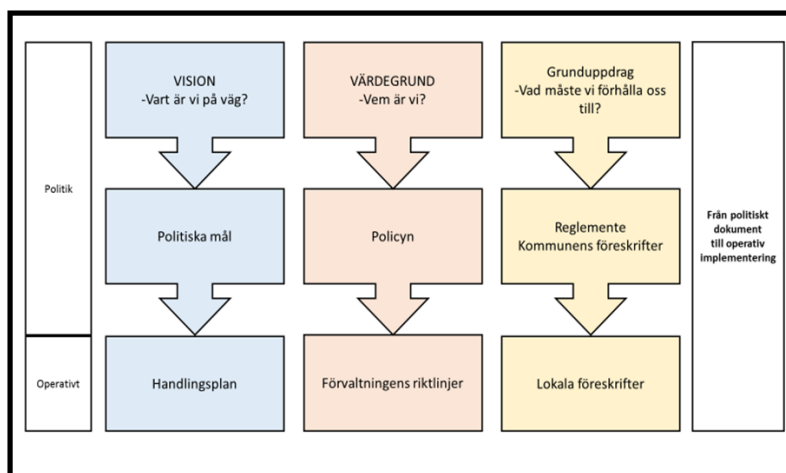 VISION
-Vart är vi på väg?
VÄRDEGRUND
-Vem är vi?
Grunduppdrag
-Vad måste vi förhålla oss
till?
Politik
Politiska mål
Policyn
Reglemente
Kommunens föreskrifter
Från politiskt
dokument
till operativ
implementering
Operativt
Handlingsplan
Förvaltningens riktlinjer
Lokala föreskrifter